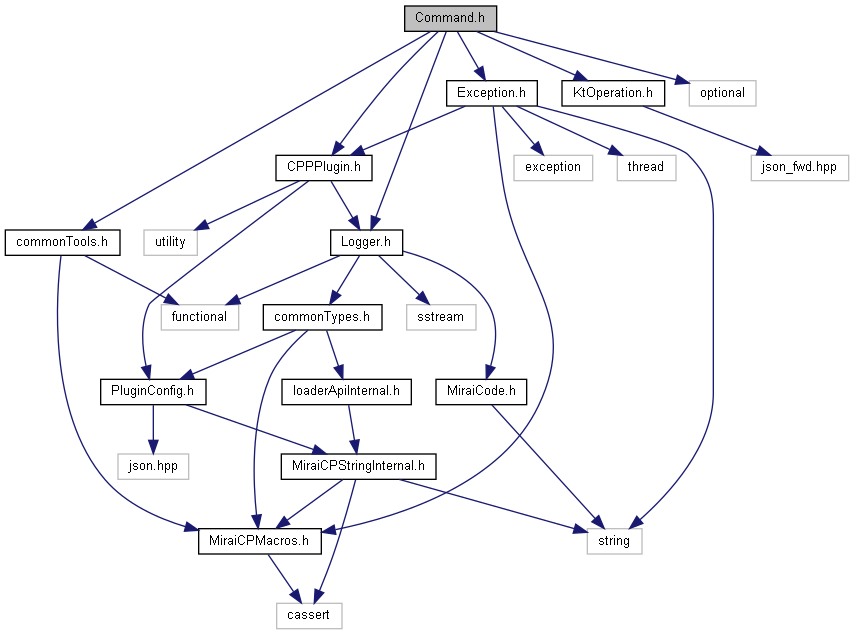 Command.h
Exception.h
KtOperation.h
optional
CPPPlugin.h
exception
thread
json_fwd.hpp
commonTools.h
utility
Logger.h
functional
commonTypes.h
sstream
PluginConfig.h
loaderApiInternal.h
MiraiCode.h
json.hpp
MiraiCPStringInternal.h
MiraiCPMacros.h
string
cassert